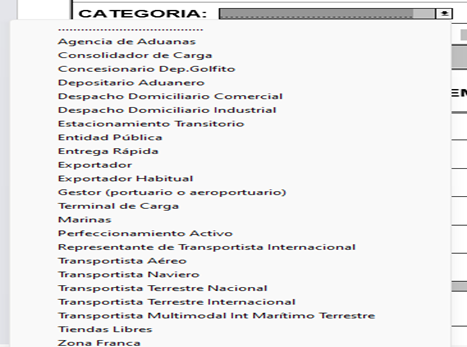 CATEGORIA:
Agencia de Aduanas
Consolidador de Carga
Concesionario Dep.Golfito
Depositario Aduanero
Despacho Domiciliario Comercial
Despacho Domiciliario Industrial
Estacionamiento Transitorio
Entidad Pública
Entrega Rápida
Exportador
Exportador Habitual
Gestor (portuario o aeroportuario)
Terminal de Carga
Marinas
Perfeccionamiento Activo
Representante de Transportista Internacional
Transportista Aéreo
Transportista Naviero
Transportista Terrestre Nacional
Transportista Terrestre Internacional
Transportista Multimodal Int Marítimo Terrestre
Tiendas Libres
Zona Franca